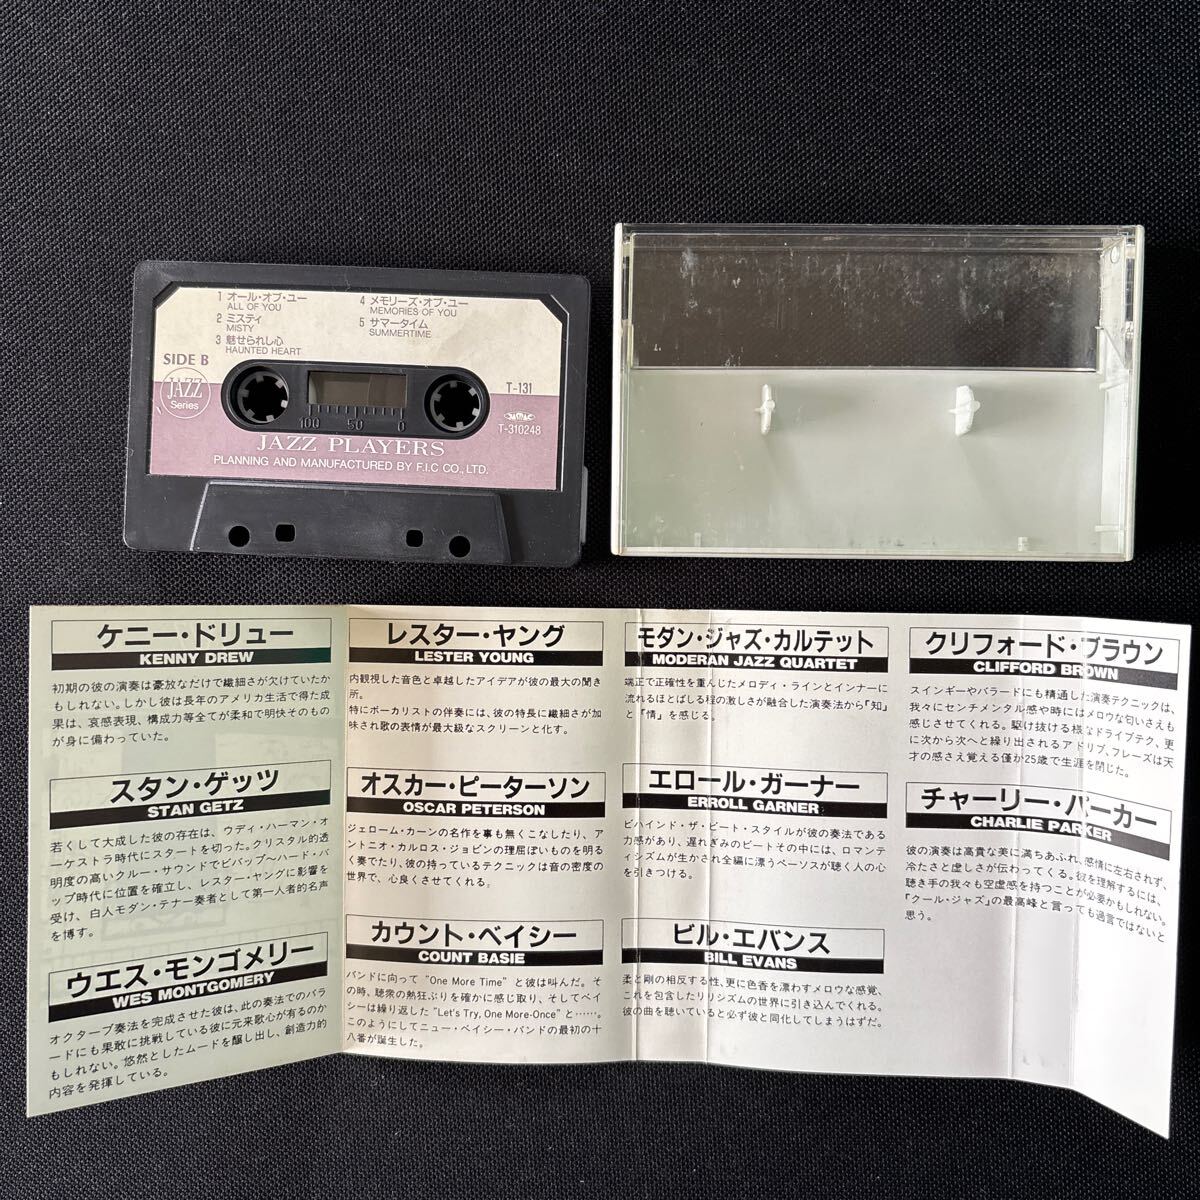 1 オール・オブ・ユー
ALL OF YOU
2 ミスティ
MISTY
3 魅せられし心
HAUNTED HEART
4 メモリーズ・オブ・ユー
MEMORIES OF YOU
5 サマータイム
SUMMERTIME
SIDE B
JAZZ
Series
100 50 0
T-131
T-310248
JAZZ PLAYERS
PLANNING AND MANUFACTURED BY F.I.C CO., LTD.
ケニー・ドリュー
KENNY DREW
初期の彼の演奏は豪放なだけで繊細さが欠けていたか
もしれない。しかし彼は長年のアメリカ生活で得た成
果は、哀感表現、構成力等全てが柔和で明快そのもの
が身に備わっていた。
スタン・ゲッツ
STAN GETZ
若くして大成した彼の存在は、ウディ・ハーマン・オ
ーケストラ時代にスタートを切った。クリスタル的透
明度の高いクルー・サウンドでビバップ〜ハード・バ
ップ時代に位置を確立し、レスター・ヤングに影響を
受け、白人モダン・テナー奏者として第一人者的名声
を博す。
ウエス・モンゴメリー
WES MONTGOMERY
オクターブ奏法を完成させた彼は、此の奏法でのバラ
ードにも果敢に挑戦している彼に元来歌心が有るのか
もしれない。悠然としたムードを醸し出し、創造力的
内容を発揮している。
レスター・ヤング
LESTER YOUNG
内観視した音色と卓越したアイデアが彼の最大の聞き
所。
特にボーカリストの伴奏には、彼の特長に繊細さが加
味され歌の表情が最大級なスクリーンと化す。
オスカー・ピーターソン
OSCAR PETERSON
ジェローム・カーンの名作を事も無くこなしたり、ア
ントニオ・カルロス・ジョビンの理屈ぽいものを明る
く奏でたり、彼の持っているテクニックは音の密度の
世界で、心良くさせてくれる。
カウント・ベイシー
COUNT BASIE
バンドに向って“One More Time”と彼は叫んだ。そ
の時、聴衆の熱狂ぶりを確かに感じ取り、そしてベイ
シーは繰り返した“Let's Try, One More-Once”と……。
このようにしてニュー・ベイシー・バンドの最初の十
八番が誕生した。
モダン・ジャズ・カルテット
MODERAN JAZZ QUARTET
端正で正確性を重んじたメロディ・ラインとインナーに
流れるほとばしる程の激しさが融合した演奏法から「知」
と「情」を感じる。
エロール・ガーナー
ERROLL GARNER
ビハインド・ザ・ビート・スタイルが彼の奏法である
力感があり、遅れぎみのビートその中には、ロマンテ
ィシズムが生かされ全編に漂うペーソスが聴く人の心
を引きつける。
ビル・エバンス
BILL EVANS
柔と剛の相反する性、更に色香を漂わすメロウな感覚、
これを包含したリリシズムの世界に引き込んでくれる。
彼の曲を聴いていると必ず彼と同化してしまうはずだ。
クリフォード・ブラウン
CLIFFORD BROWN
スインギーやバラードにも精通した演奏テクニックは、
我々にセンチメンタル感や時にはメロウな匂いさえも
感じさせてくれる。駆け抜ける様なドライブテク、更
に次から次へと繰り出されるアドリブ、フレーズは天
才の感さえ覚える僅か25歳で生涯を閉じた。
チャーリー・パーカー
CHARLIE PARKER
彼の演奏は高貴な美に満ちあふれ、感情に左右されず、
冷たさと虚しさが伝わってくる。彼を理解するには、
聴き手の我々も空虚感を持つことが必要かもしれない。
「クール・ジャズ」の最高峰と言っても過言ではないと
思う。